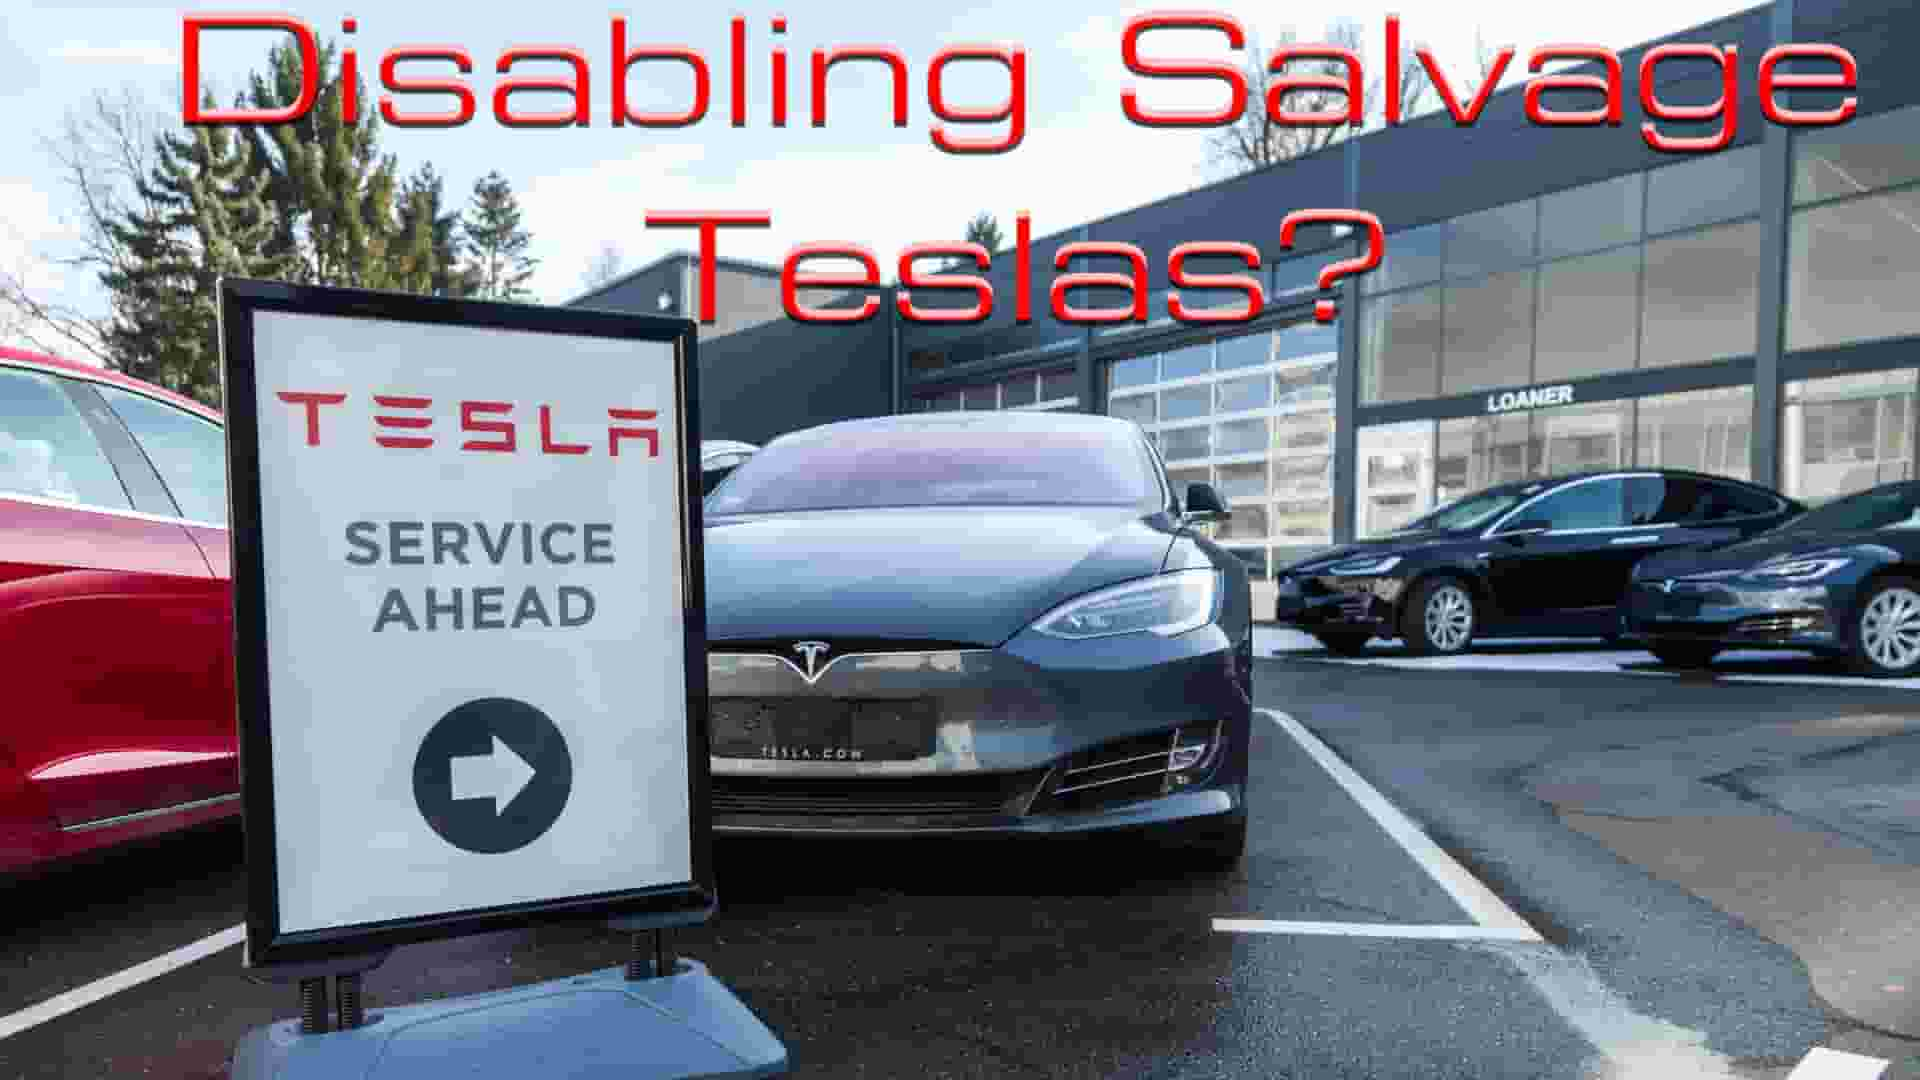 Disabling Salvage
Teslas?
TESLA
SERVICE
AHEAD
LOANER
TESLA.COM